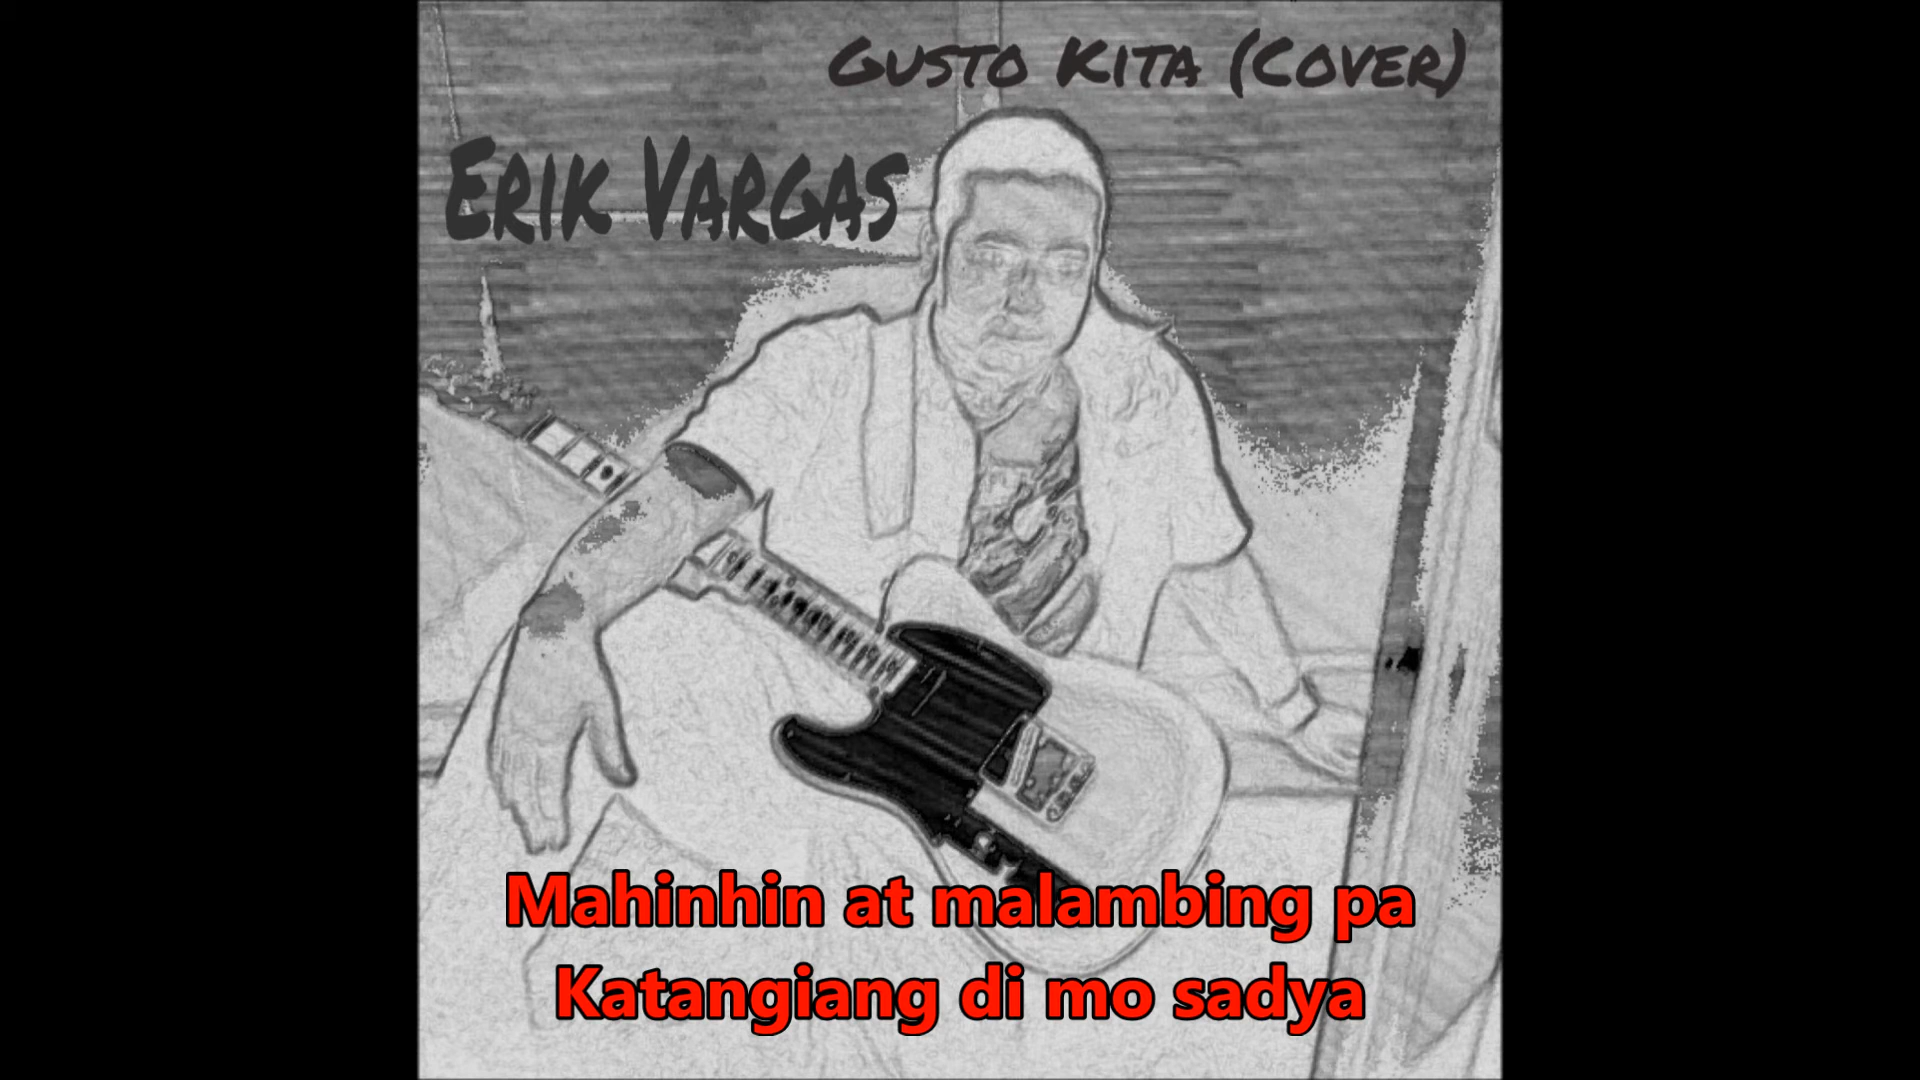 Gusto Kita (Cover)
Erik Vargas
Mahinhin at malambing pa
Katangiang di mo sadya